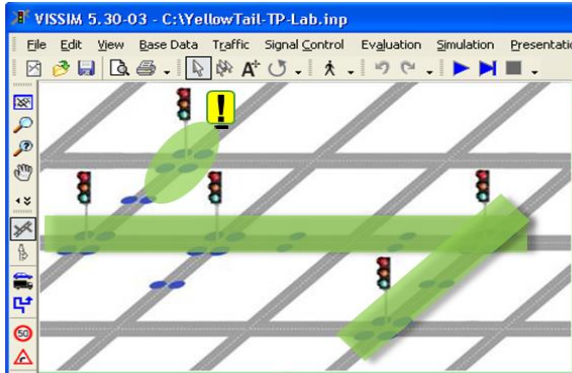 VISSIM 5.30-03 - C:\YellowTail-TP-Lab.inp
File Edit View Base Data Traffic Signal Control Evaluation Simulation Presentatic
!
50